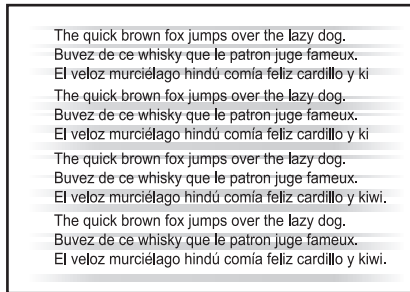 The quick brown fox jumps over the lazy dog.
Buvez de ce whisky que le patron juge fameux.
El veloz murciélago hindú comía feliz cardillo y ki
The quick brown fox jumps over the lazy dog.
Buvez de ce whisky que le patron juge fameux.
El veloz murciélago hindú comía feliz cardillo y ki
The quick brown fox jumps over the lazy dog.
Buvez de ce whisky que le patron juge fameux.
El veloz murciélago hindú comía feliz cardillo y kiwi.
The quick brown fox jumps over the lazy dog.
Buvez de ce whisky que le patron juge fameux.
El veloz murciélago hindú comía feliz cardillo y kiwi.